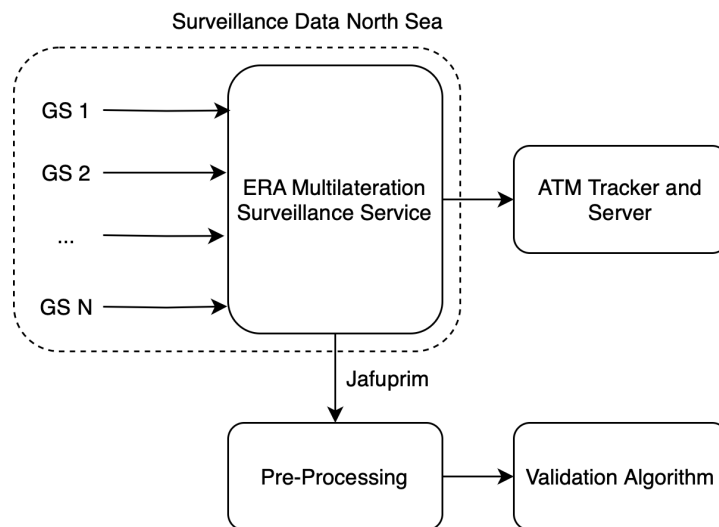 Surveillance Data North Sea
GS 1
GS 2
...
GS N
ERA Multilateration
Surveillance Service
ATM Tracker and
Server
Jafuprim
Pre-Processing
Validation Algorithm